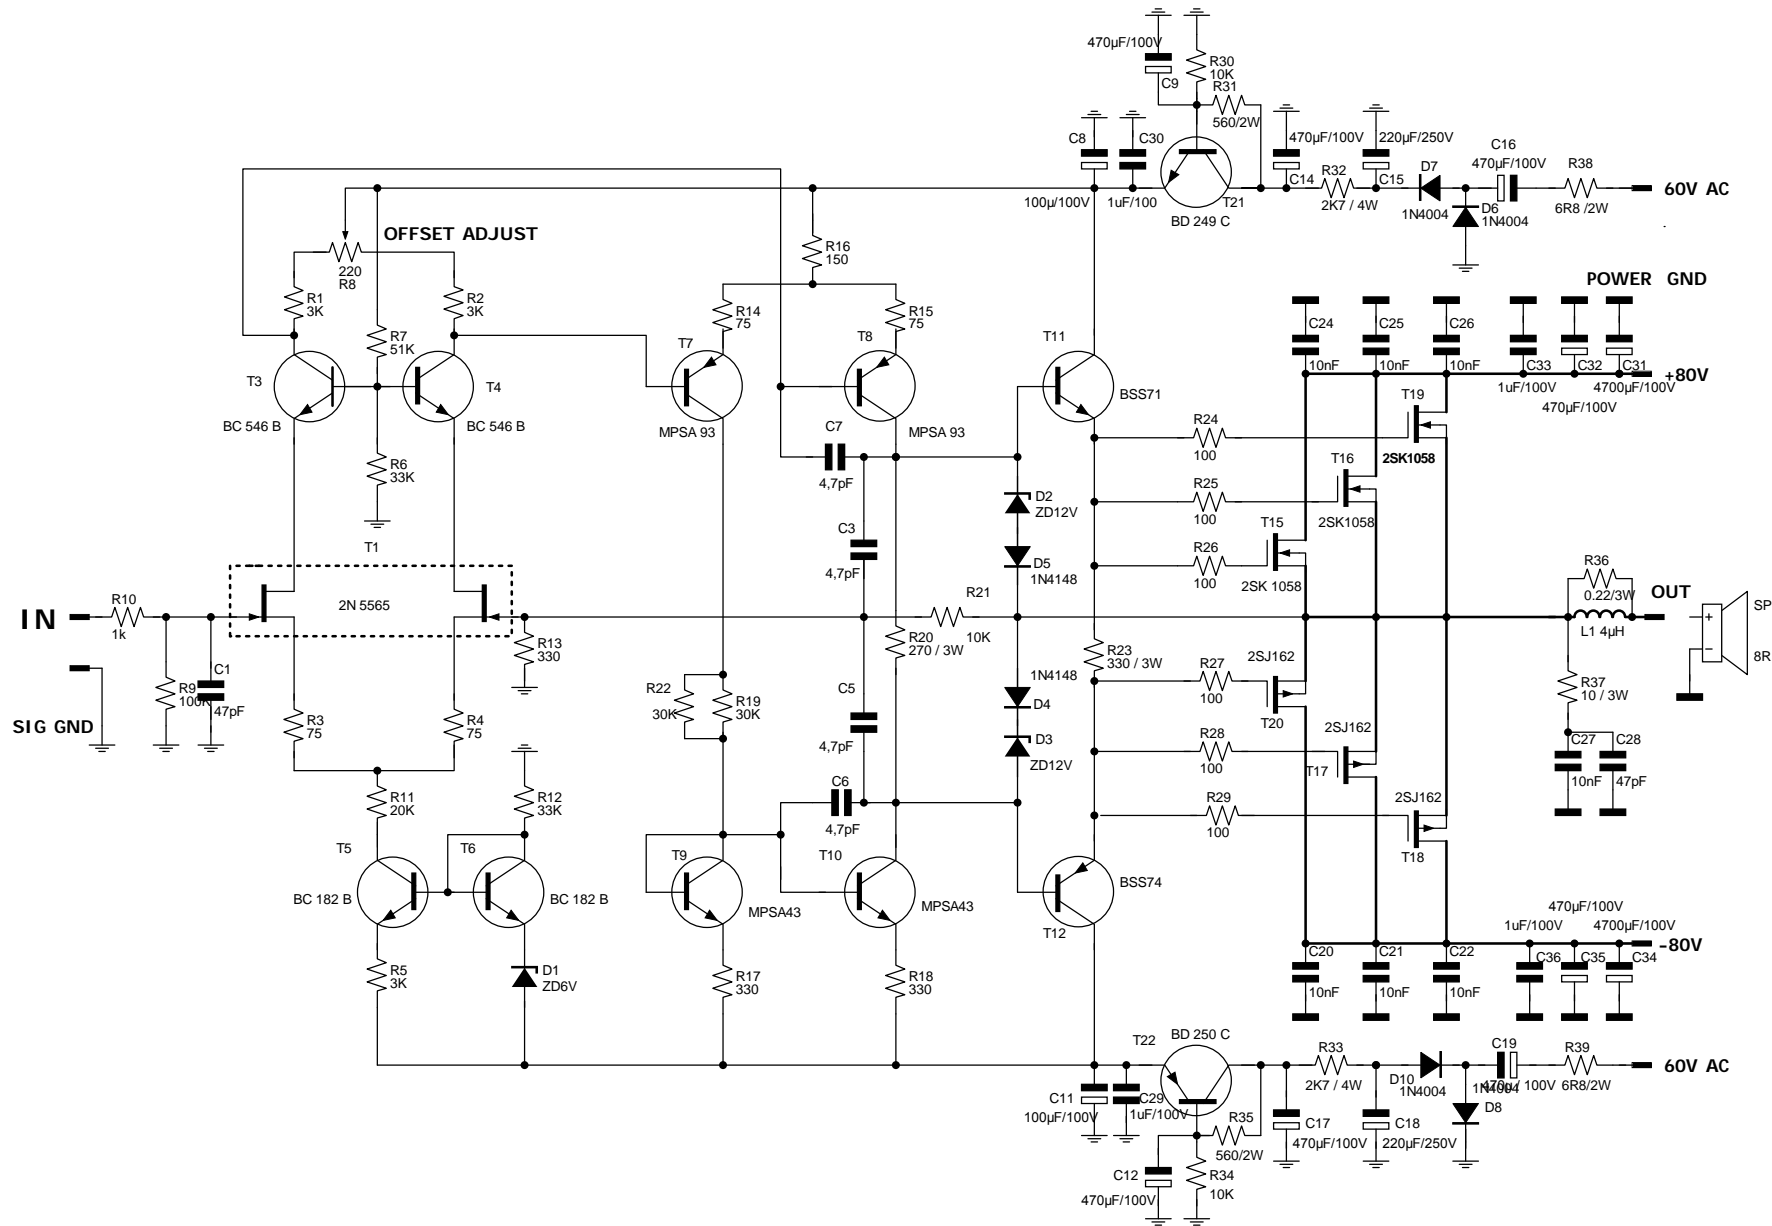 470µF/100V
C9
R30
10K
R31
560/2W
C8
100µ/100V
C30
1uF/100
T21
BD 249 C
470µF/100V
C14
R32
2K7 / 4W
220µF/250V
C15
D7
1N4004
D6
1N4004
C16
470µF/100V
R38
6R8 /2W
60V AC
OFFSET ADJUST
220
R8
R1
3K
R2
3K
R7
51K
R16
150
R14
75
R15
75
T3
BC 546 B
T4
BC 546 B
R6
33K
T7
MPSA 93
T8
MPSA 93
T11
BSS71
C7
4,7pF
C3
4,7pF
D2
ZD12V
D5
1N4148
POWER GND
C24
10nF
C25
10nF
C26
10nF
C33
1uF/100V
C32
470µF/100V
C31
4700µF/100V
+80V
R24
100
T19
2SK1058
R25
100
T16
2SK1058
R26
100
T15
2SK 1058
T1
2N 5565
IN
R10
1k
R9
100K
C1
47pF
SIG GND
R13
330
R3
75
R4
75
R21
10K
R20
270 / 3W
R23
330 / 3W
R22
30K
R19
30K
C5
4,7pF
1N4148
D4
D3
ZD12V
C6
4,7pF
R27
100
2SJ162
T20
R28
100
2SJ162
T17
R29
100
2SJ162
T18
R36
0.22/3W
OUT
L1 4µH
SP
8R
+
−
R37
10 / 3W
C27
10nF
C28
47pF
R11
20K
R12
33K
T5
BC 182 B
T6
BC 182 B
R5
3K
D1
ZD6V
T9
MPSA43
T10
MPSA43
R17
330
R18
330
T12
BSS74
C20
10nF
C21
10nF
C22
10nF
470µF/100V
1uF/100V
4700µF/100V
C36
C35
C34
-80V
T22
BD 250 C
C11
100µF/100V
C29
1uF/100V
C12
470µF/100V
R35
560/2W
R34
10K
C17
470µF/100V
R33
2K7 / 4W
C18
220µF/250V
D10
1N4004
C19
470µ/ 100V
1N4004
D8
R39
6R8/2W
60V AC